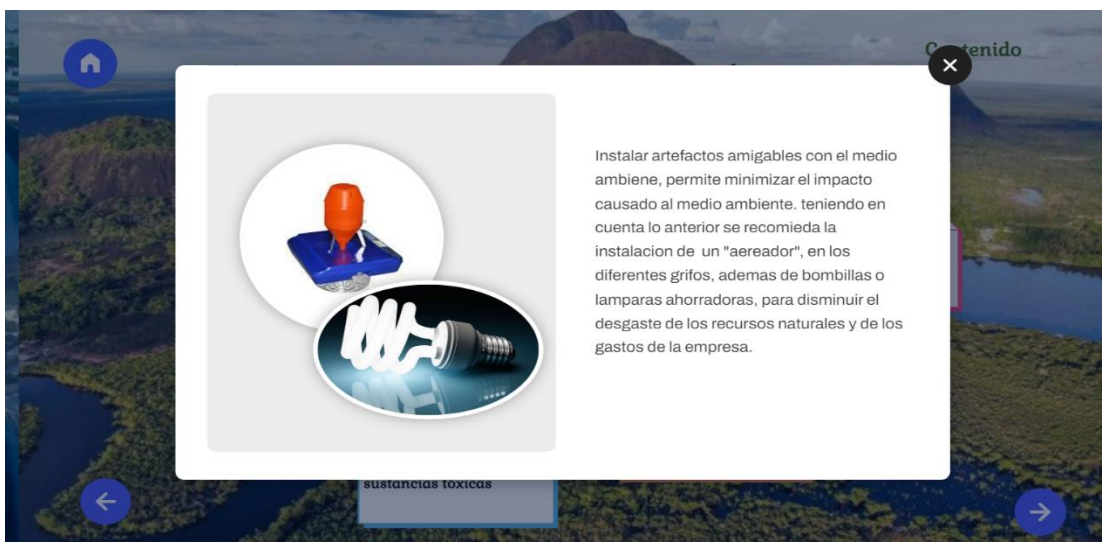 Contenido
Instalar artefactos amigables con el medio
ambiene, permite minimizar el impacto
causado al medio ambiente. teniendo en
cuenta lo anterior se recomieda la
instalacion de un "aereador", en los
diferentes grifos, ademas de bombillas o
lamparas ahorradoras, para disminuir el
desgaste de los recursos naturales y de los
gastos de la empresa.
sustancias toxicas